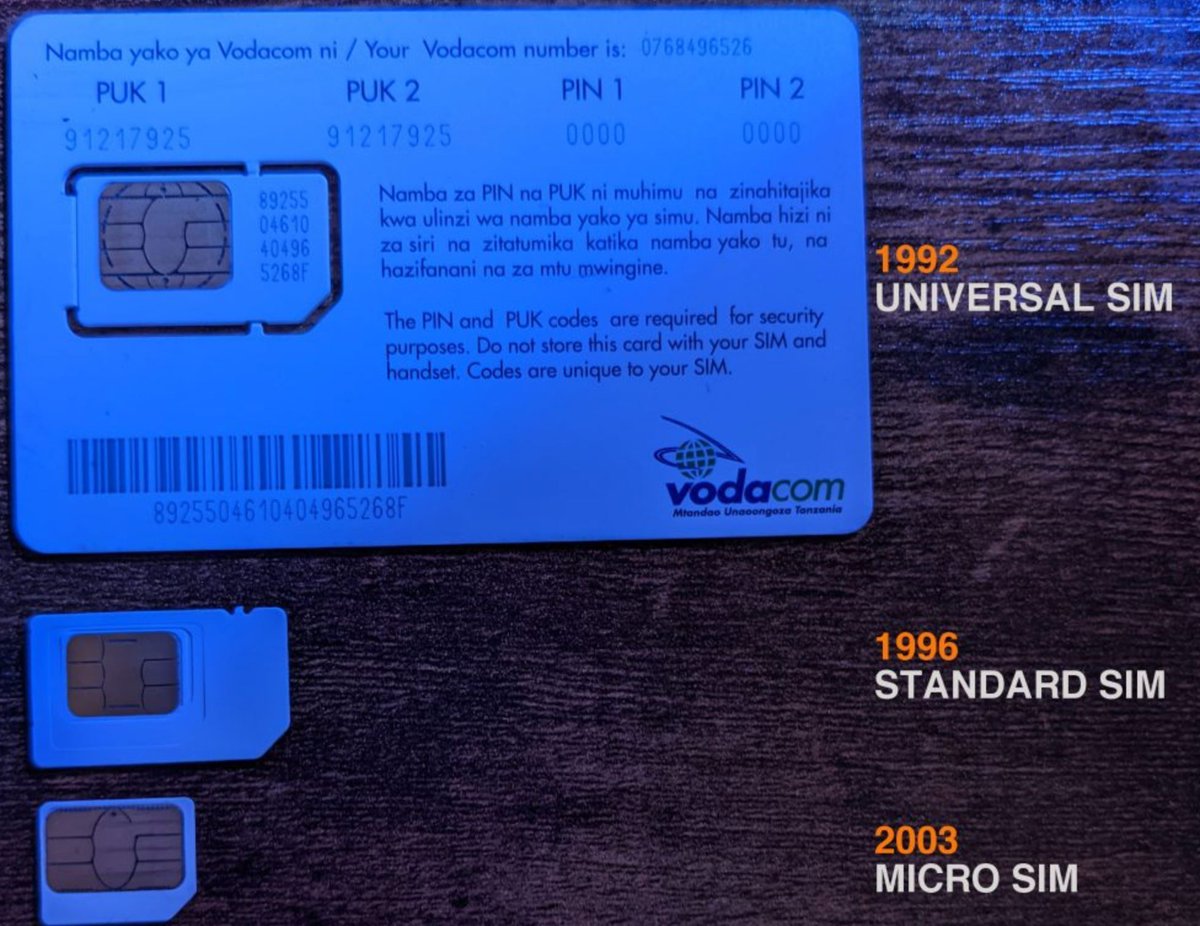 Namba yako ya Vodacom ni / Your Vodacom number is: 0768496526
PUK 1 PUK 2 PIN 1 PIN 2
91217925 91217925 0000 0000
89255
04610
40496
5268F
Namba za PIN na PUK ni muhimu na zinahitajika
kwa ulinzi wa namba yako ya simu. Namba hizi ni
za siri na zitatumika katika namba yako tu, na
hazifanani na za mtu mwingine.
The PIN and PUK codes are required for security
purposes. Do not store this card with your SIM and
handset. Codes are unique to your SIM.
8925504610404965268F
vodacom
Mtandao Unaoongoza Tanzania
1992
UNIVERSAL SIM
1996
STANDARD SIM
2003
MICRO SIM